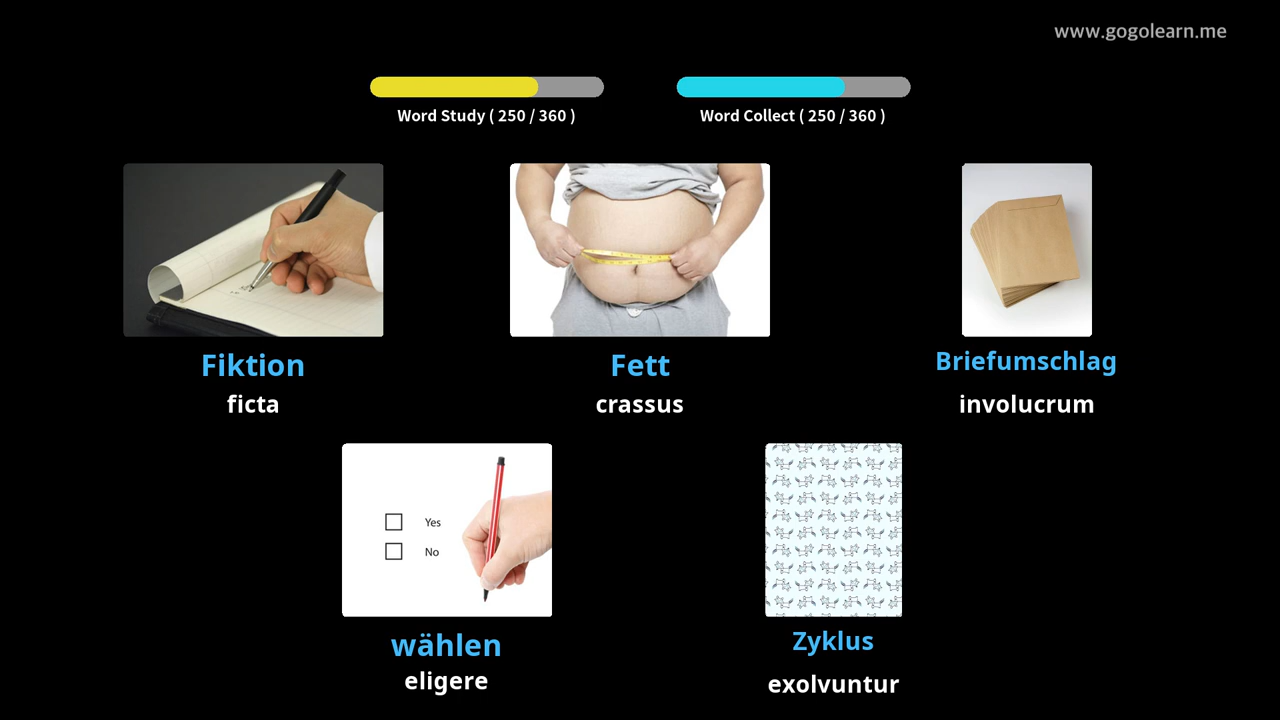 www.gogolearn.me
Word Study ( 250 / 360 )
Word Collect ( 250 / 360 )
Fiktion
ficta
Fett
crassus
Briefumschlag
involucrum
Yes
No
wählen
eligere
Zyklus
exolvuntur